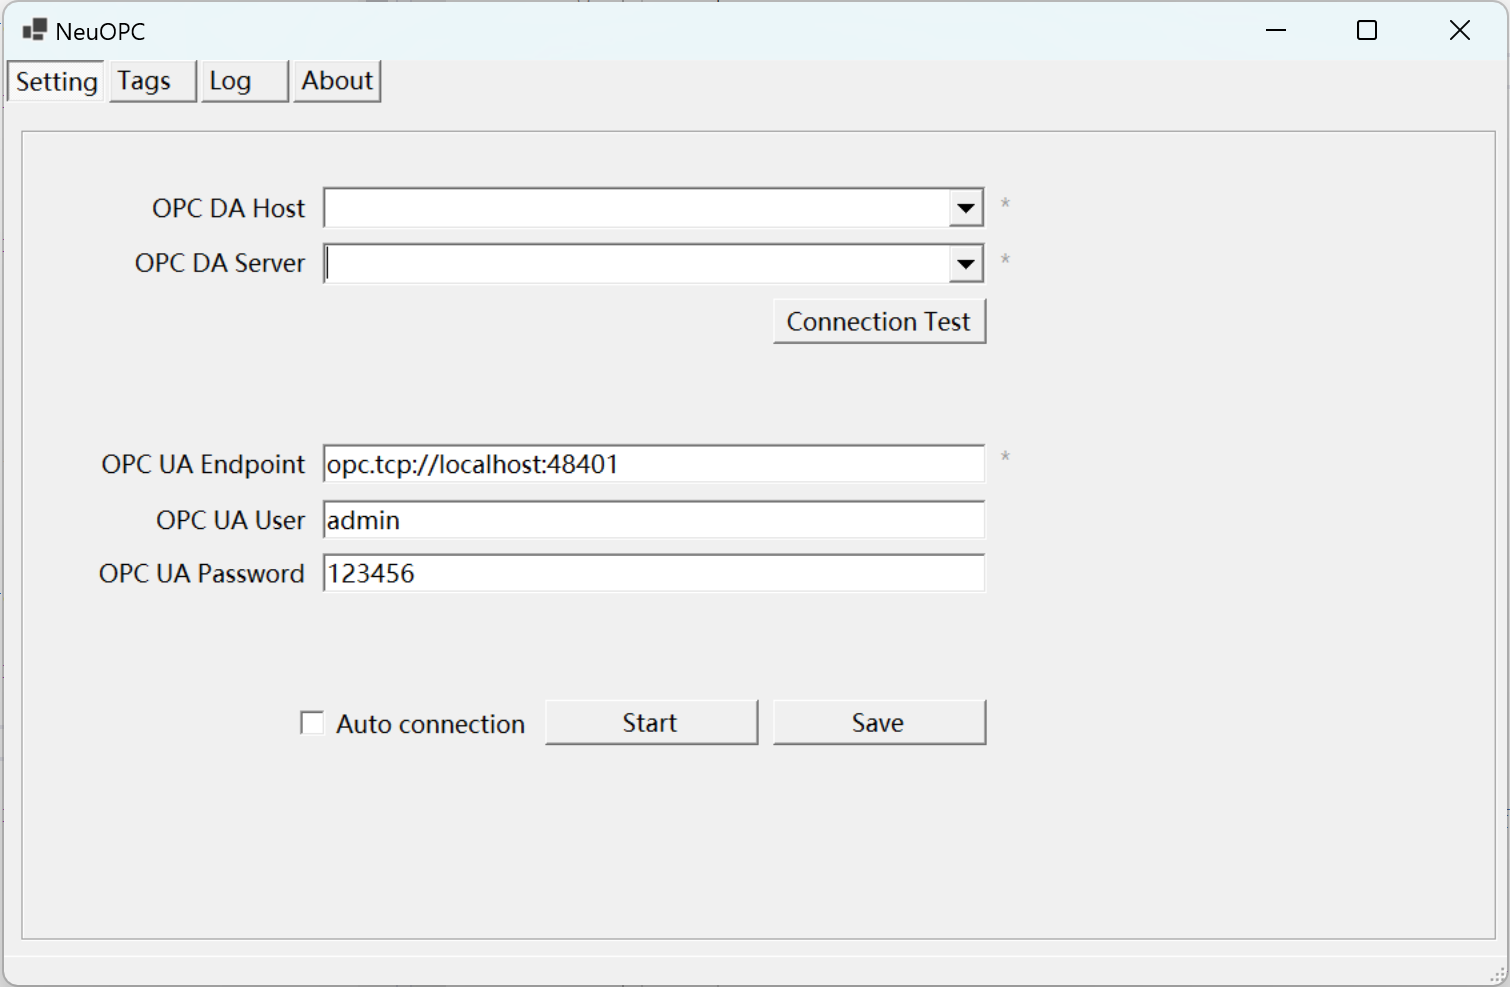 NeuOPC
Setting Tags Log About
OPC DA Host *
OPC DA Server *
Connection Test
OPC UA Endpoint opc.tcp://localhost:48401 *
OPC UA User admin
OPC UA Password 123456
Auto connection Start Save